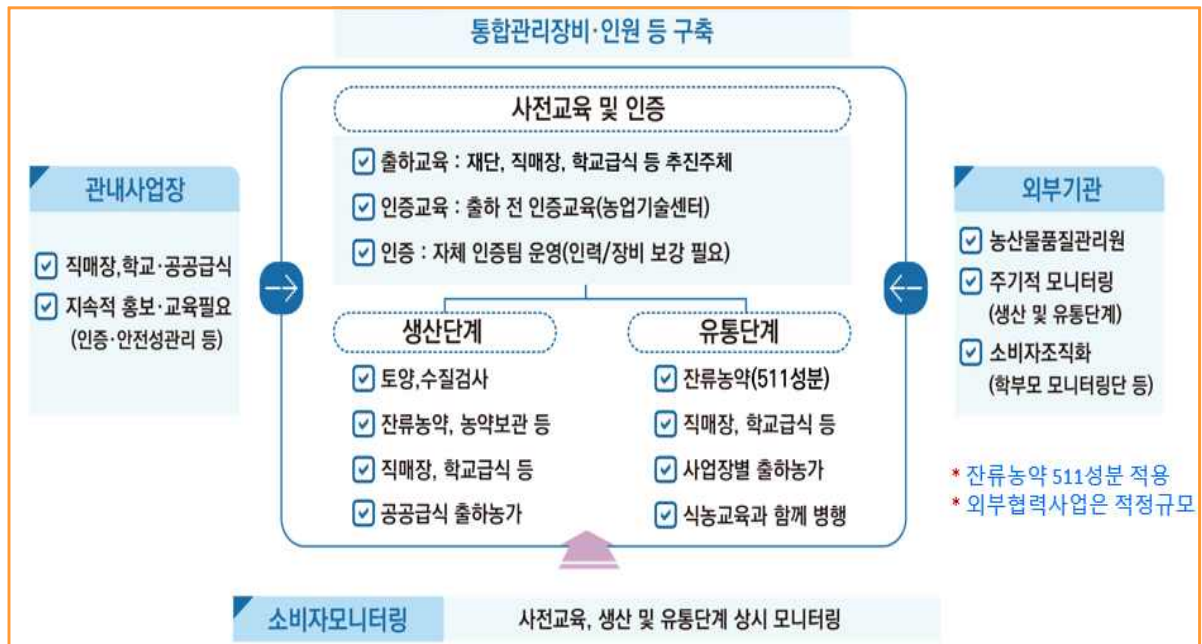 통합관리장비·인원 등 구축
사전교육 및 인증
출하교육 : 재단, 직매장, 학교급식 등 추진주체
인증교육 : 출하 전 인증교육(농업기술센터)
인증 : 자체 인증팀 운영(인력/장비 보강 필요)
관내사업장
직매장,학교·공공급식
지속적 홍보·교육필요
(인증·안전성관리 등)
생산단계
토양,수질검사
잔류농약, 농약보관 등
직매장, 학교급식 등
공공급식 출하농가
유통단계
잔류농약(511성분)
직매장, 학교급식 등
사업장별 출하농가
식농교육과 함께 병행
외부기관
농산물품질관리원
주기적 모니터링
(생산 및 유통단계)
소비자조직화
(학부모 모니터링단 등)
* 잔류농약 511성분 적용
* 외부협력사업은 적정규모
소비자모니터링
사전교육, 생산 및 유통단계 상시 모니터링